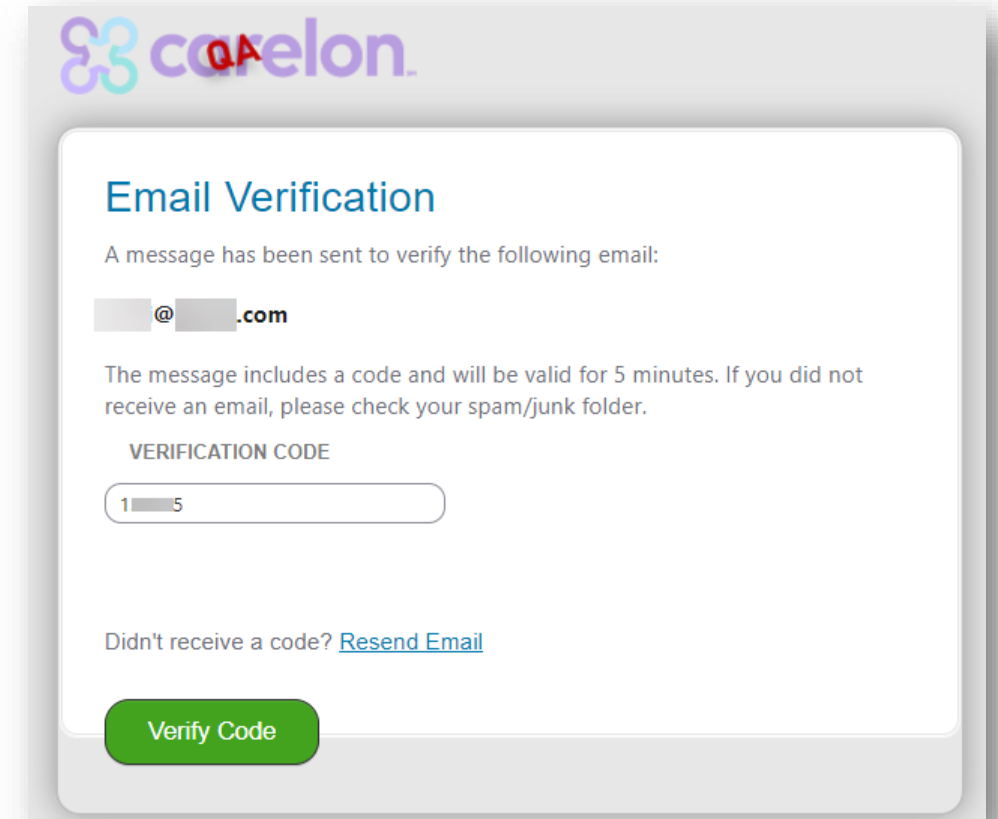 carelon
QA
Email Verification
A message has been sent to verify the following email:
@ .com
The message includes a code and will be valid for 5 minutes. If you did not
receive an email, please check your spam/junk folder.
VERIFICATION CODE
1 5
Didn't receive a code? Resend Email
Verify Code